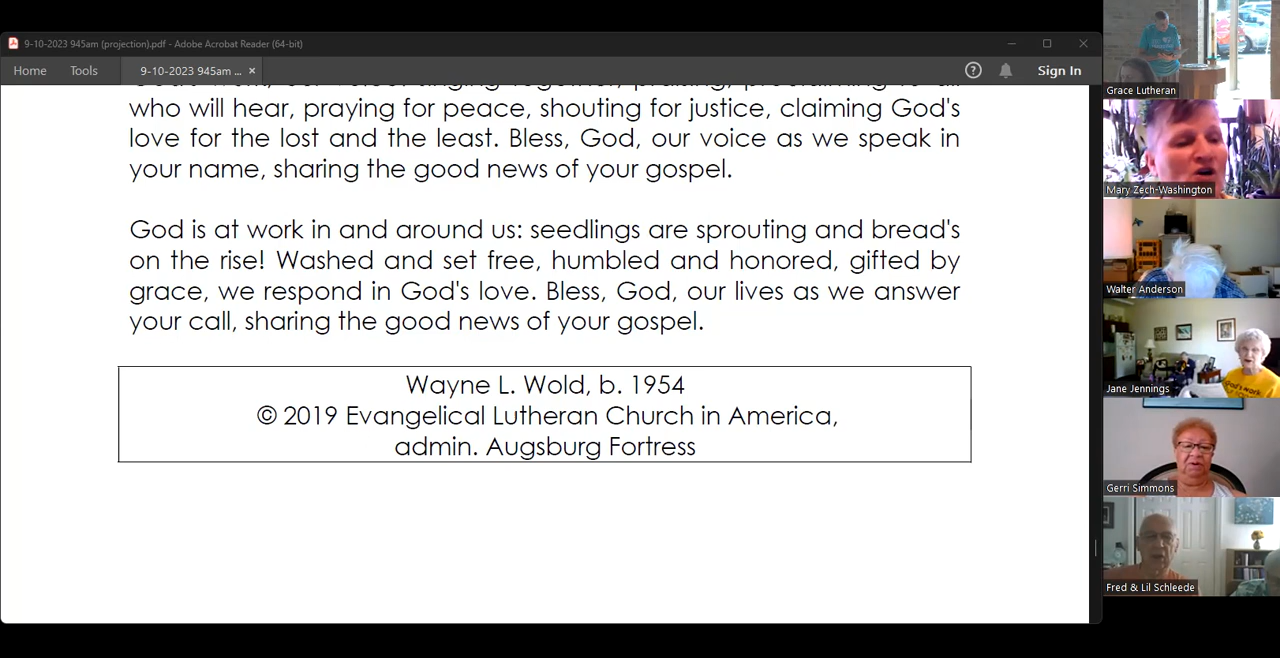 9-10-2023 945am (projection).pdf - Adobe Acrobat Reader (64-bit)
Home Tools 9-10-2023 945am ... × Sign In
who will hear, praying for peace, shouting for justice, claiming God's
love for the lost and the least. Bless, God, our voice as we speak in
your name, sharing the good news of your gospel.
God is at work in and around us: seedlings are sprouting and bread's
on the rise! Washed and set free, humbled and honored, gifted by
grace, we respond in God's love. Bless, God, our lives as we answer
your call, sharing the good news of your gospel.
Wayne L. Wold, b. 1954
© 2019 Evangelical Lutheran Church in America,
admin. Augsburg Fortress
Grace Lutheran
Mary Zech-Washington
Walter Anderson
Jane Jennings
God's work
Gerri Simmons
Fred & Lil Schleede